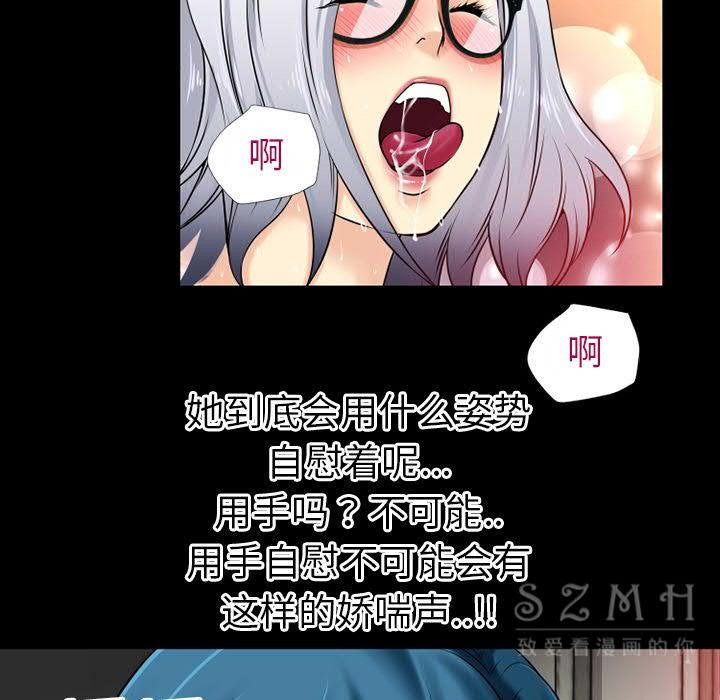 啊
啊
她到底会用什么姿势
自慰着呢...
用手吗？不可能..
用手自慰不可能会有
这样的娇喘声..!!
SZMH
致爱看漫画的你